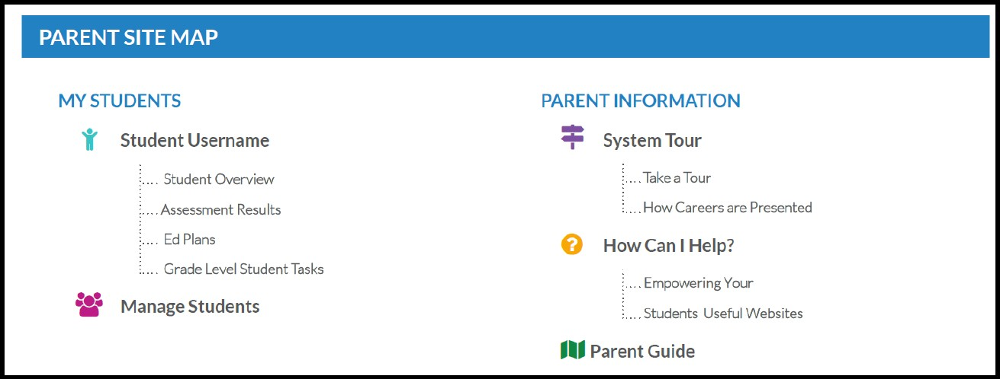 PARENT SITE MAP
MY STUDENTS
Student Username
Student Overview
Assessment Results
Ed Plans
Grade Level Student Tasks
Manage Students
PARENT INFORMATION
System Tour
Take a Tour
How Careers are Presented
How Can I Help?
Empowering Your
Students Useful Websites
Parent Guide